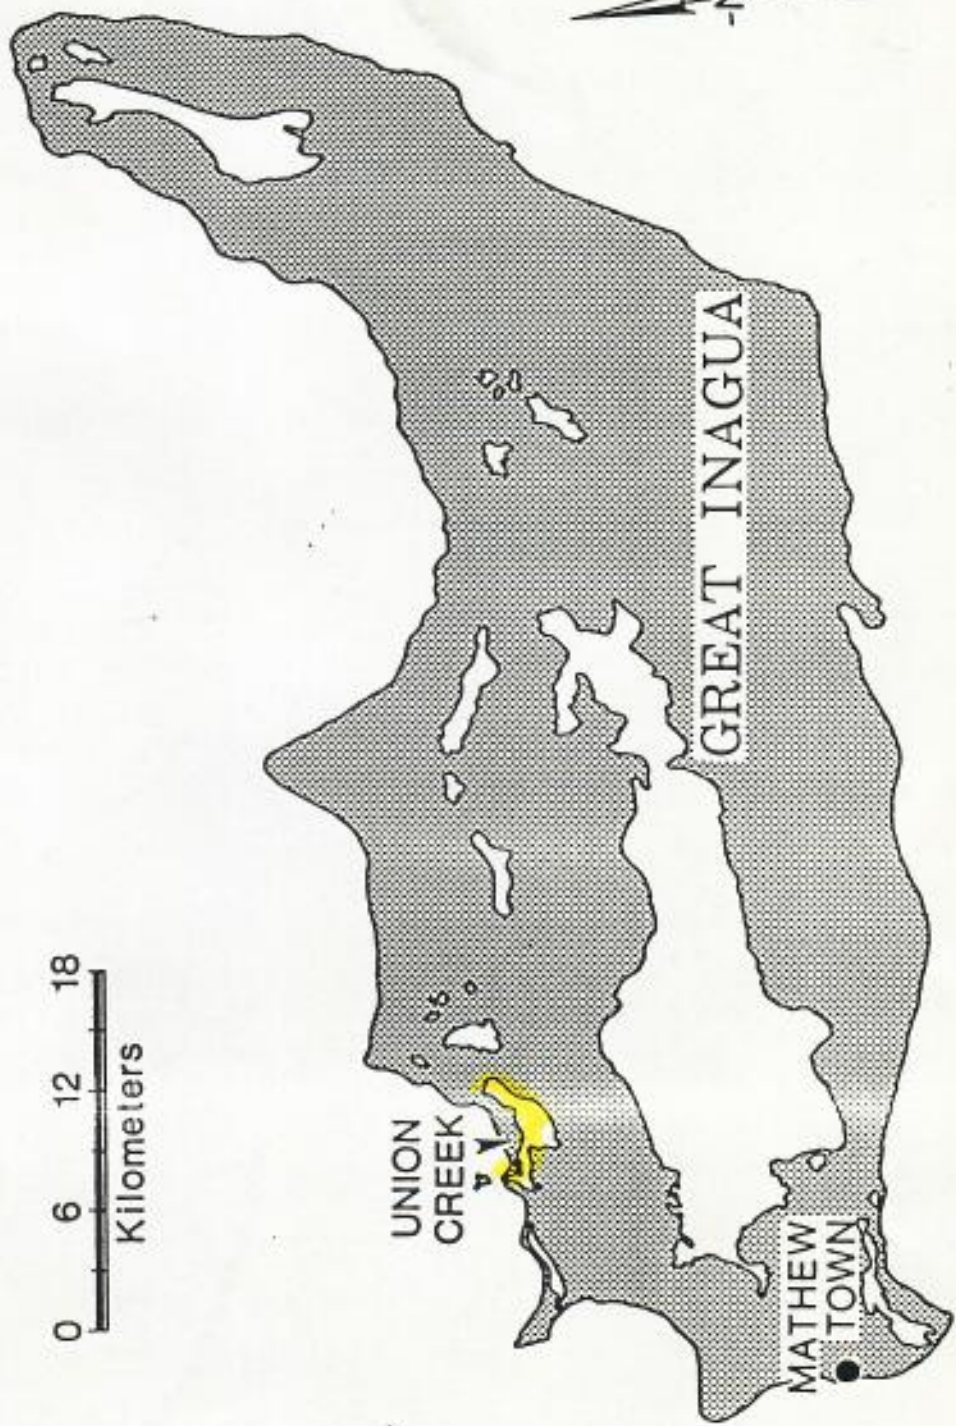 0 6 12 18
Kilometers
UNION
CREEK
GREAT INAGUA
MATHEW
TOWN
-N